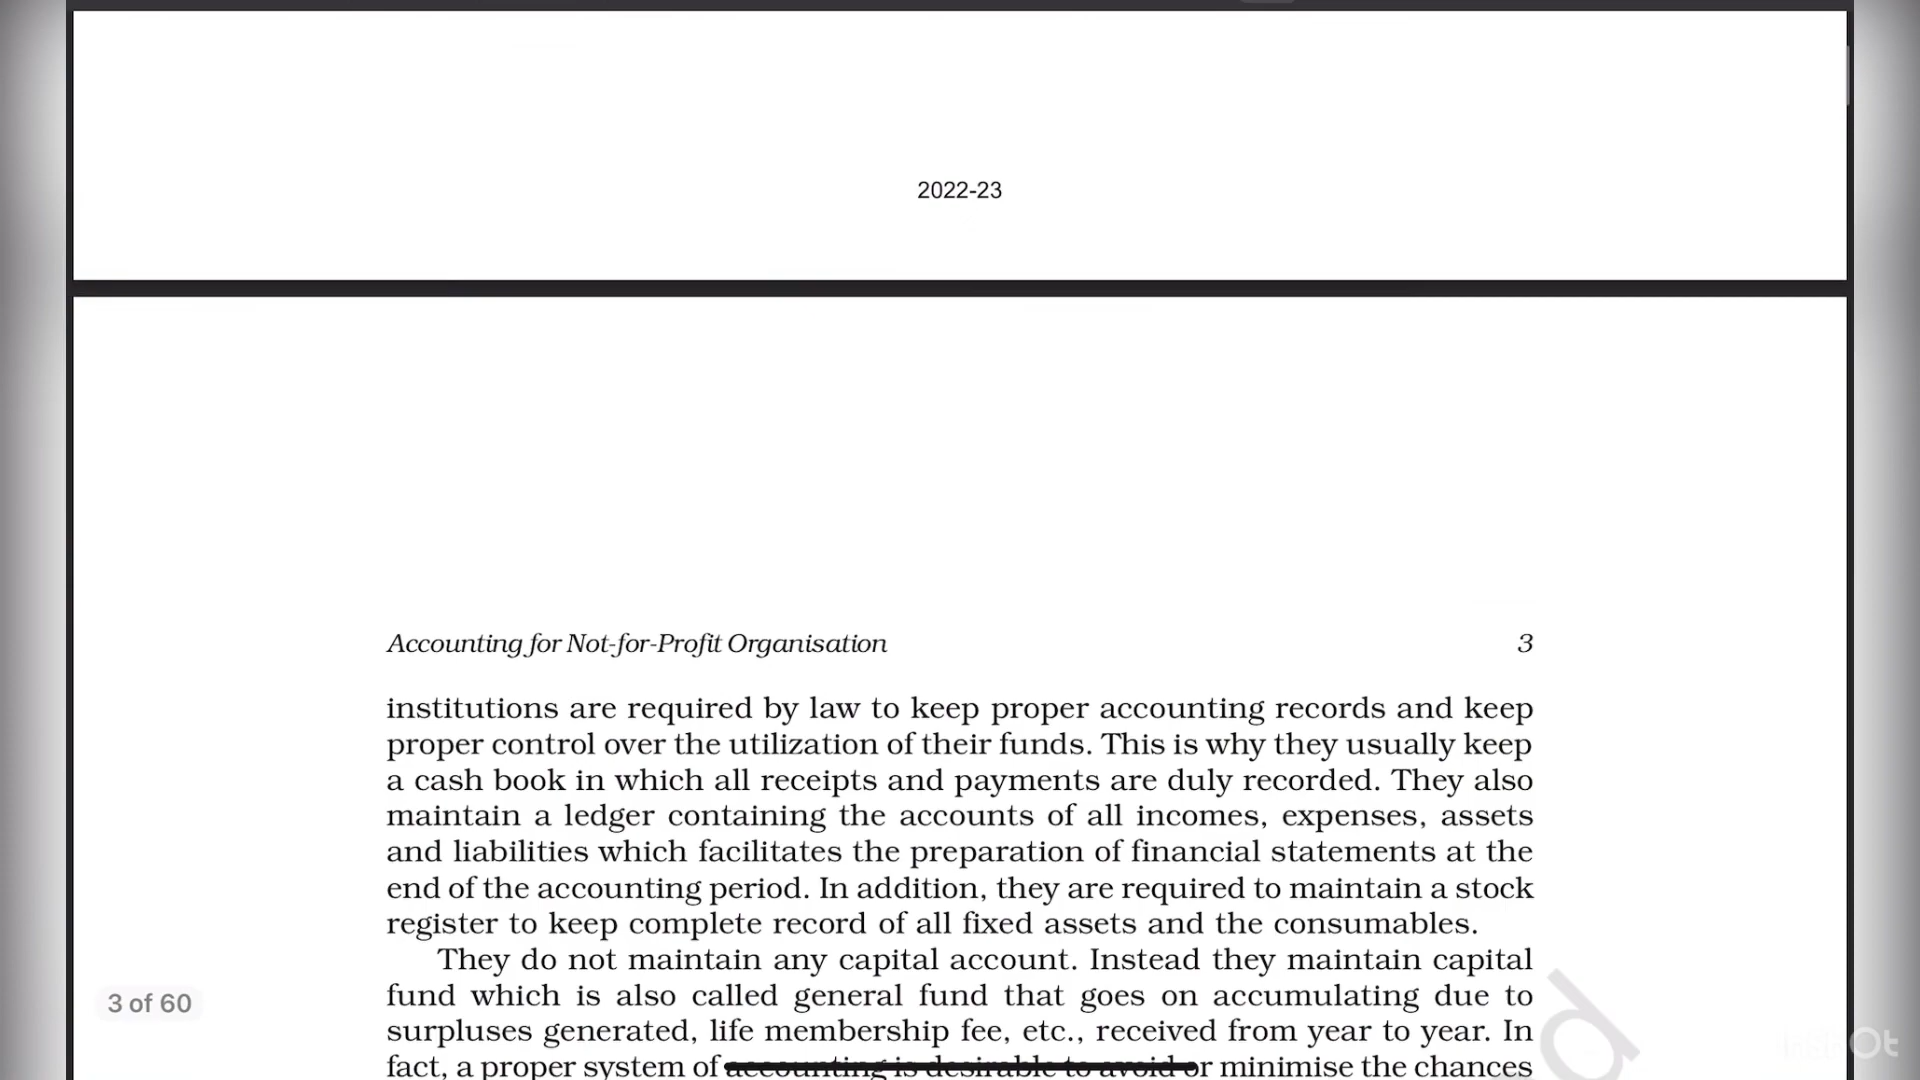 2022-23
Accounting for Not-for-Profit Organisation 3
institutions are required by law to keep proper accounting records and keep
proper control over the utilization of their funds. This is why they usually keep
a cash book in which all receipts and payments are duly recorded. They also
maintain a ledger containing the accounts of all incomes, expenses, assets
and liabilities which facilitates the preparation of financial statements at the
end of the accounting period. In addition, they are required to maintain a stock
register to keep complete record of all fixed assets and the consumables.
They do not maintain any capital account. Instead they maintain capital
3 of 60
fund which is also called general fund that goes on accumulating due to
surpluses generated, life membership fee, etc., received from year to year. In
fact, a proper system of accounting is desirable to avoid or minimise the chances
d